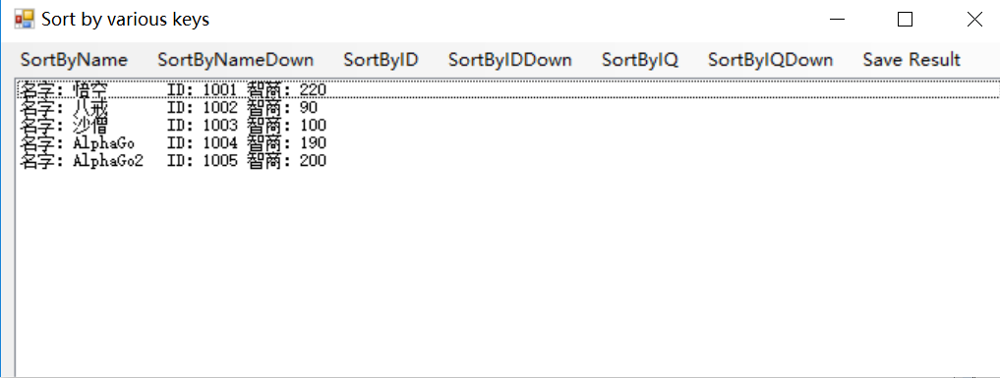 Sort by various keys
SortByName SortByNameDown SortByID SortByIDDown SortByIQ SortByIQDown Save Result
名字: 悟空 ID: 1001 智商: 220
名字: 八戒 ID: 1002 智商: 90
名字: 沙僧 ID: 1003 智商: 100
名字: AlphaGo ID: 1004 智商: 190
名字: AlphaGo2 ID: 1005 智商: 200